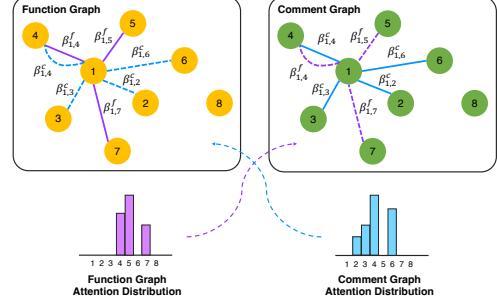 Function Graph
4
5
β^f_{1,4}
β^f_{1,5}
β^c_{1,6}
6
β^c_{1,4}
1
β^c_{1,3}
β^c_{1,2}
2
8
3
β^f_{1,7}
7
Comment Graph
4
5
β^c_{1,4}
β^f_{1,5}
β^c_{1,6}
6
β^f_{1,4}
1
β^c_{1,3}
β^c_{1,2}
2
8
3
β^f_{1,7}
7
1 2 3 4 5 6 7 8
Function Graph
Attention Distribution
1 2 3 4 5 6 7 8
Comment Graph
Attention Distribution